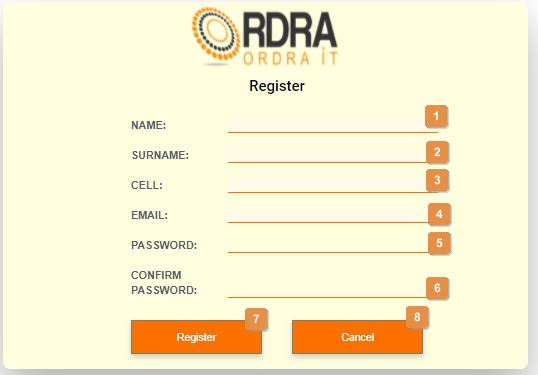 ORDRA
ORDRA iT
Register
NAME: 1
SURNAME: 2
CELL: 3
EMAIL: 4
PASSWORD: 5
CONFIRM
PASSWORD: 6
Register 7 Cancel 8